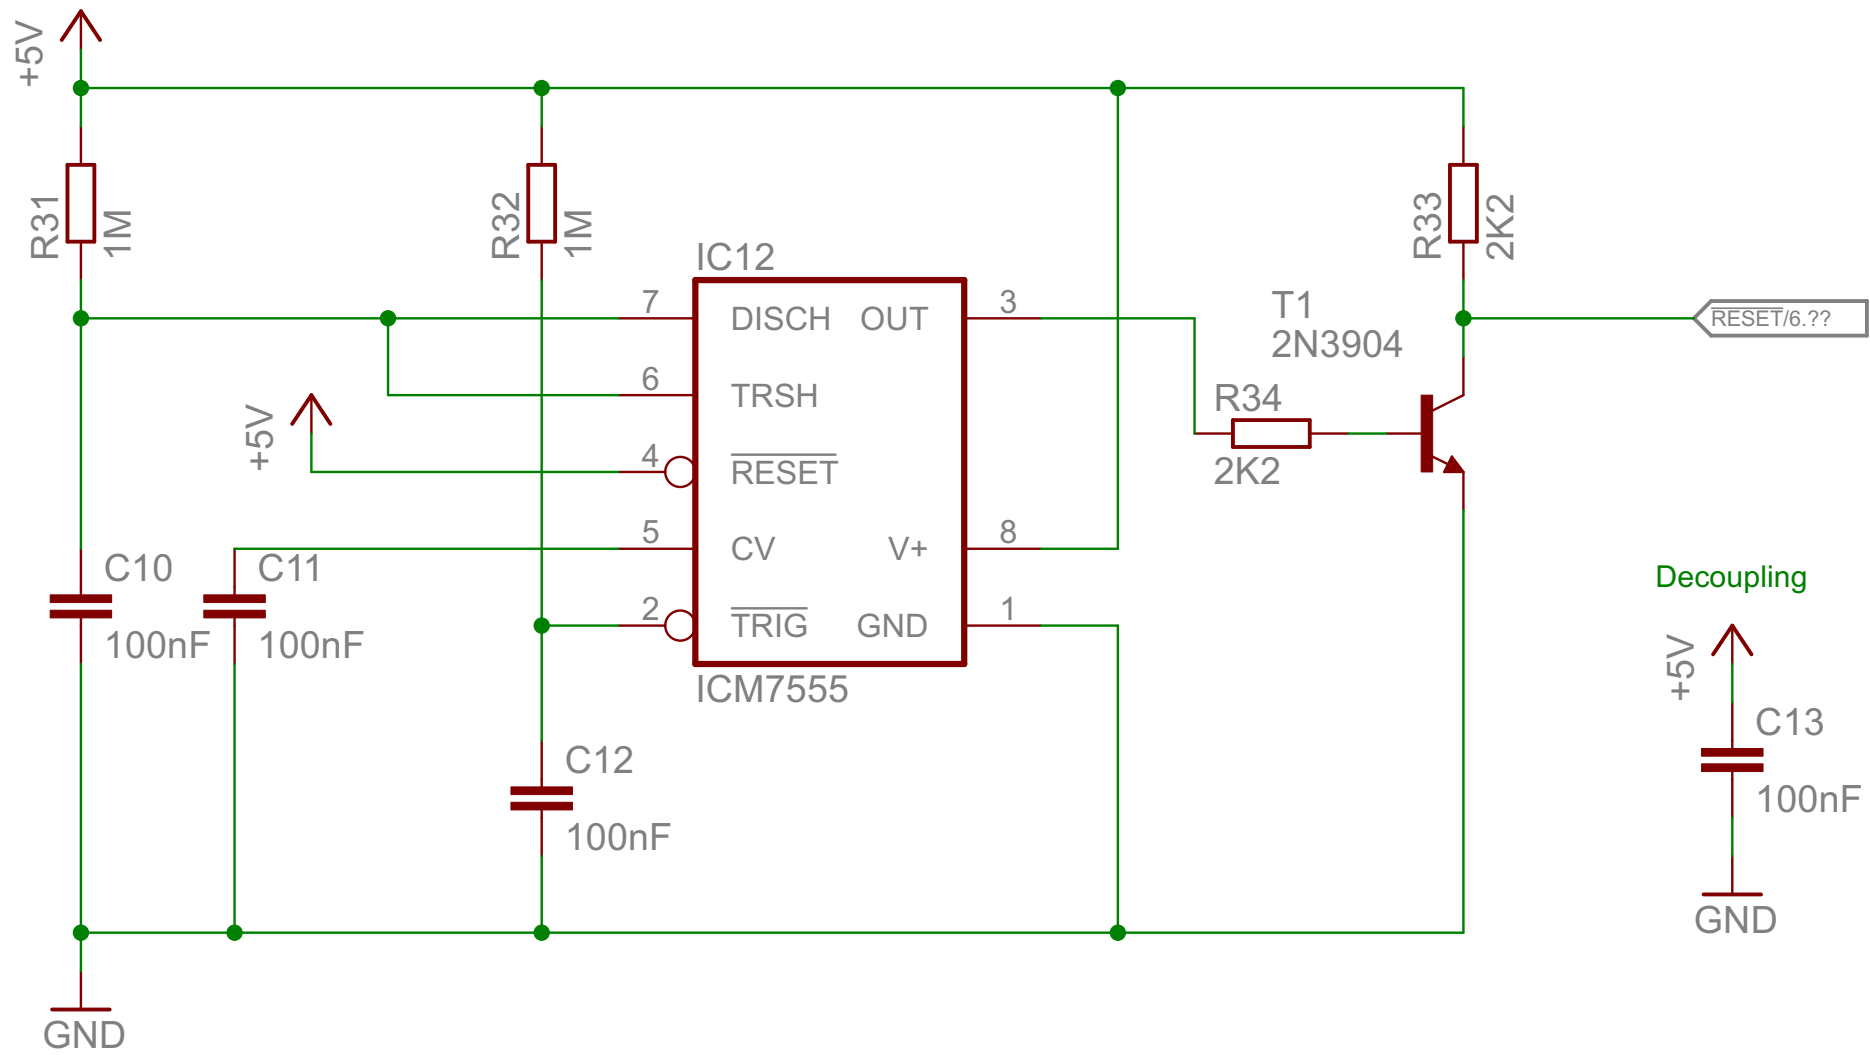 +5V
R31
1M
R32
1M
IC12
7
DISCH
OUT
3
6
TRSH
+5V
4
RESET
5
CV
V+
8
2
TRIG
GND
1
ICM7555
C10
100nF
C11
100nF
C12
100nF
GND
T1
2N3904
R34
2K2
R33
2K2
RESET/6.??
Decoupling
+5V
C13
100nF
GND